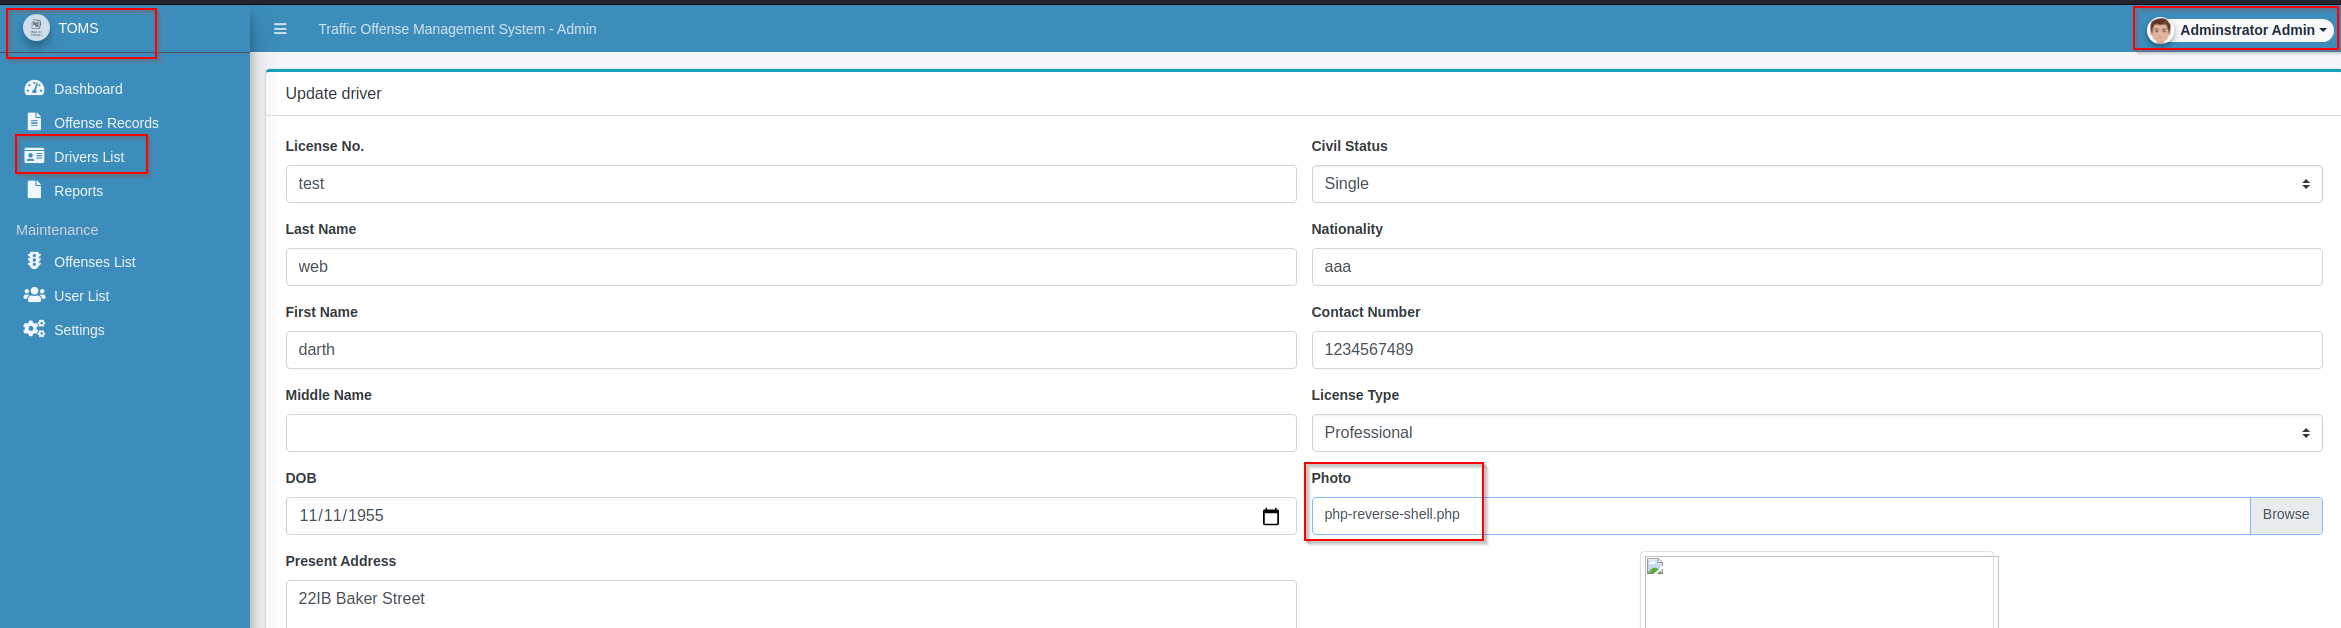 TOMS
Traffic Offense Management System - Admin
Adminstrator Admin
Dashboard
Offense Records
Drivers List
Reports
Maintenance
Offenses List
User List
Settings
Update driver
License No.
test
Last Name
web
First Name
darth
Middle Name
DOB
11/11/1955
Present Address
22IB Baker Street
Civil Status
Single
Nationality
aaa
Contact Number
1234567489
License Type
Professional
Photo
php-reverse-shell.php
Browse